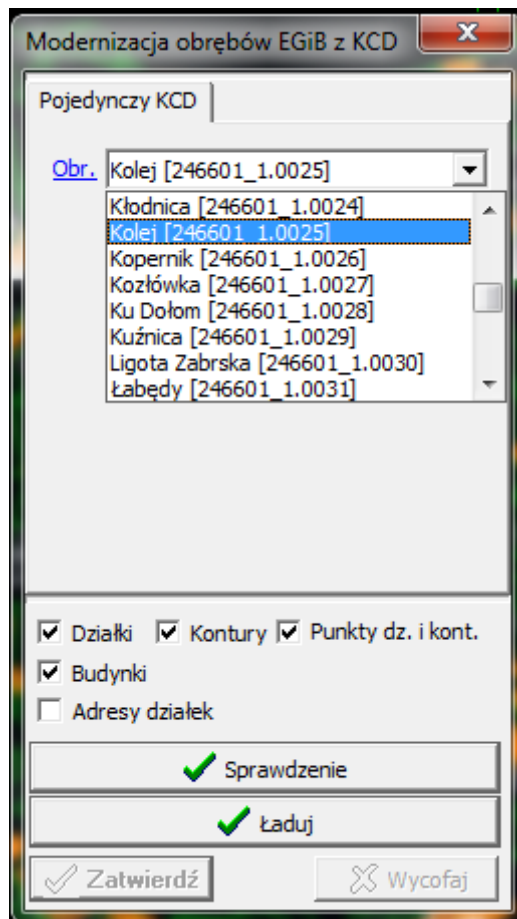 Modernizacja obrębów EGiB z KCD
Pojedynczy KCD
Obr. Kolej [246601_1.0025]
Kłodnica [246601_1.0024]
Kolej [246601_1.0025]
Kopernik [246601_1.0026]
Kozłówka [246601_1.0027]
Ku Dołom [246601_1.0028]
Kuźnica [246601_1.0029]
Ligota Zabrska [246601_1.0030]
Łabędy [246601_1.0031]
Działki Kontury Punkty dz. i kont.
Budynki
Adresy działek
Sprawdzenie
Ładuj
Zatwierdź Wycofaj